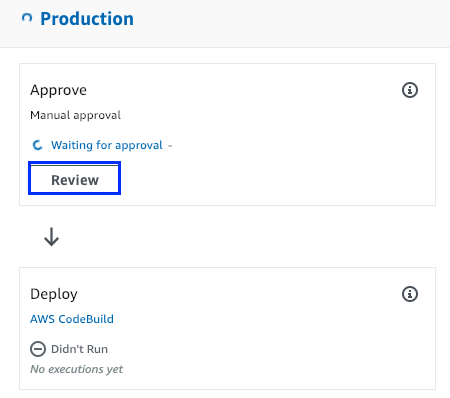 Production
Approve
Manual approval
Waiting for approval -
Review
Deploy
AWS CodeBuild
Didn't Run
No executions yet